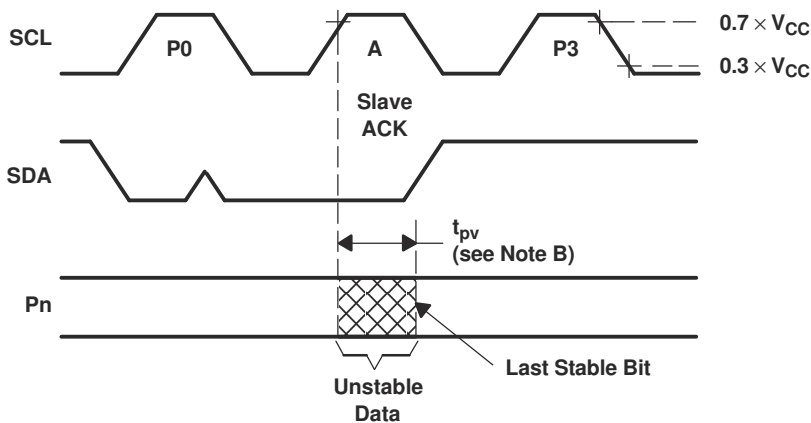 SCL
P0
A
P3
0.7 × VCC
0.3 × VCC
Slave
ACK
SDA
tpv
(see Note B)
Pn
Last Stable Bit
Unstable
Data